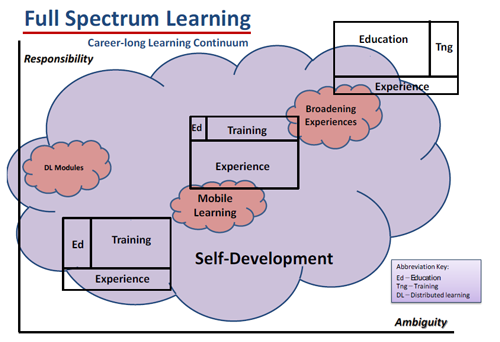 Full Spectrum Learning
Career-long Learning Continuum
Responsibility
Education
Tng
Experience
Broadening
Experiences
Ed
Training
Experience
DL Modules
Mobile
Learning
Ed
Training
Experience
Self-Development
Abbreviation Key:
Ed – Education
Tng – Training
DL – Distributed learning
Ambiguity